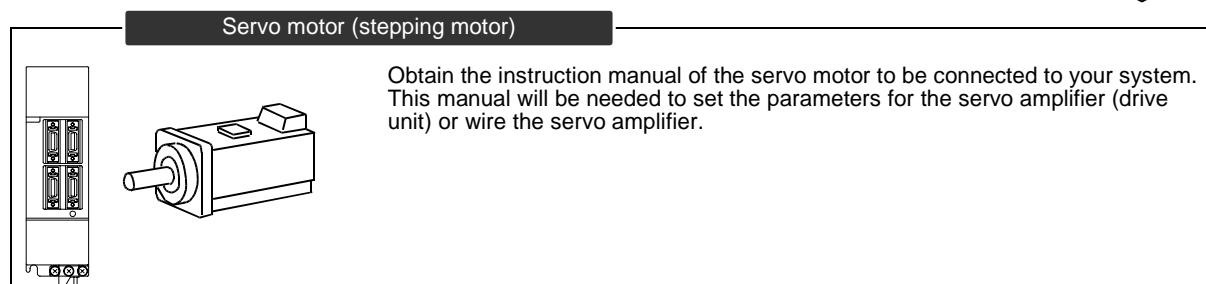 Servo motor (stepping motor)
Obtain the instruction manual of the servo motor to be connected to your system.
This manual will be needed to set the parameters for the servo amplifier (drive
unit) or wire the servo amplifier.